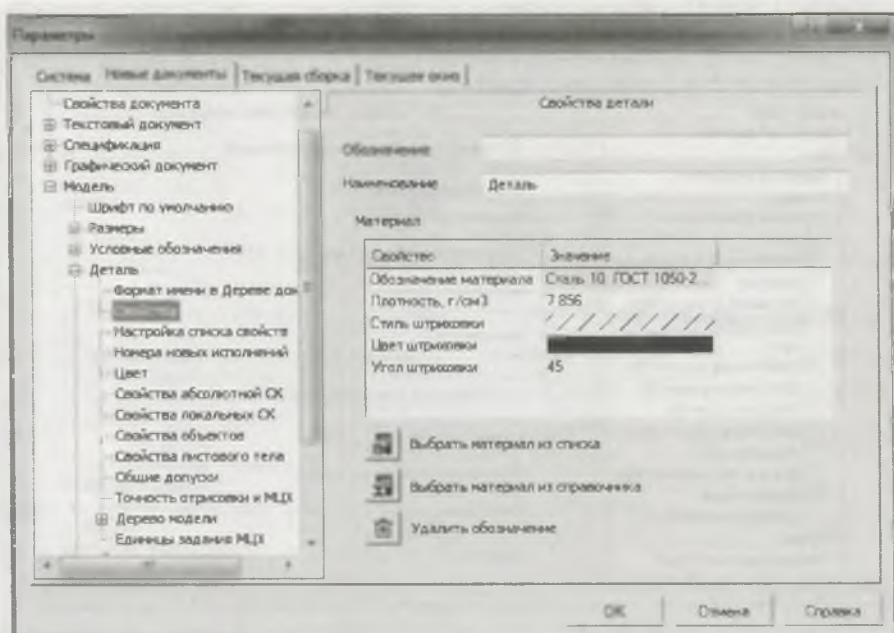 Параметры
Система Новые документы Текущая сборка Текущее окно
Свойства документа
Текстовый документ
Спецификация
Графический документ
Модель
Шрифт по умолчанию
Размеры
Условные обозначения
Деталь
Формат имени в Дереве док
Свойства
Настройка списка свойств
Номера новых исполнений
Цвет
Свойства абсолютной СК
Свойства локальных СК
Свойства объектов
Свойства листового тела
Общие допуски
Точность отрисовки и МЦХ
Дерево модели
Единицы задания МЦХ
Свойства детали
Обозначение
Наименование Деталь
Материал
Свойство Значение
Обозначение материала Сталь 10 ГОСТ 1050-2...
Плотность, г/см3 7.856
Стиль штриховки
Цвет штриховки
Угол штриховки 45
Выбрать материал из списка
Выбрать материал из справочника
Удалить обозначение
OK Отмена Справка